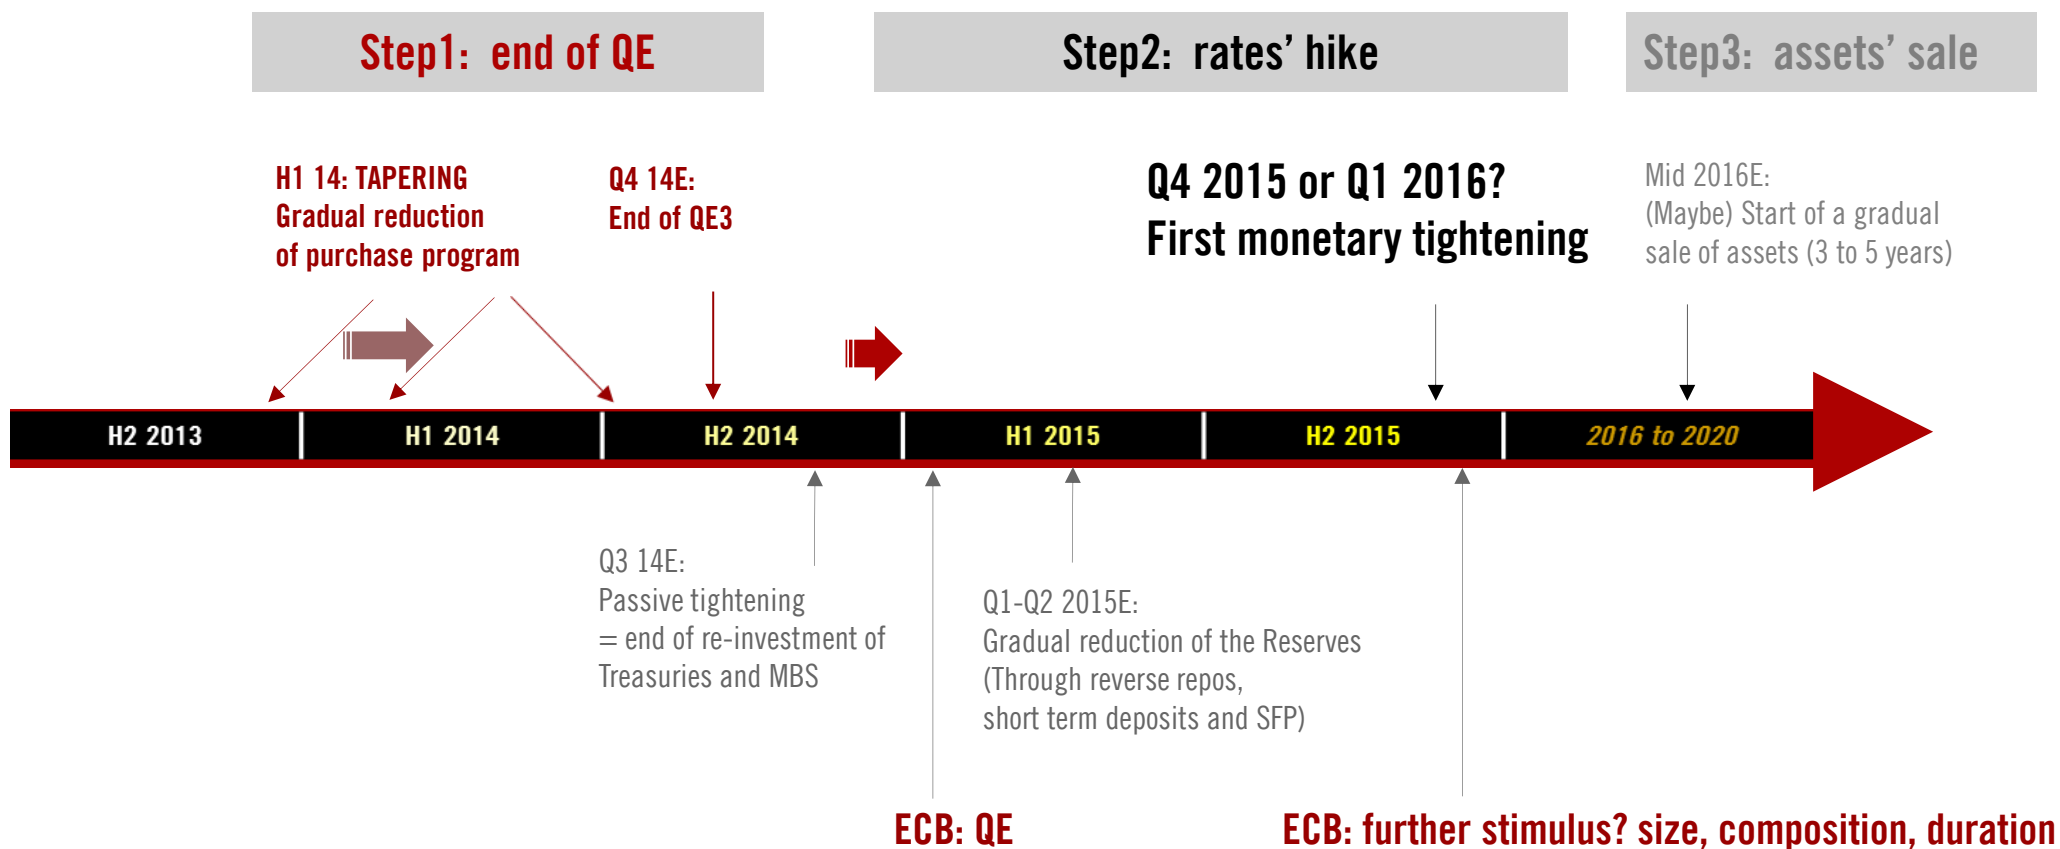 Step1: end of QE
Step2: rates’ hike
Step3: assets’ sale
H1 14: TAPERING
Gradual reduction
of purchase program
Q4 14E:
End of QE3
Q4 2015 or Q1 2016?
First monetary tightening
Mid 2016E:
(Maybe) Start of a gradual
sale of assets (3 to 5 years)
H2 2013
H1 2014
H2 2014
H1 2015
H2 2015
2016 to 2020
Q3 14E:
Passive tightening
= end of re-investment of
Treasuries and MBS
Q1-Q2 2015E:
Gradual reduction of the Reserves
(Through reverse repos,
short term deposits and SFP)
ECB: QE
ECB: further stimulus? size, composition, duration